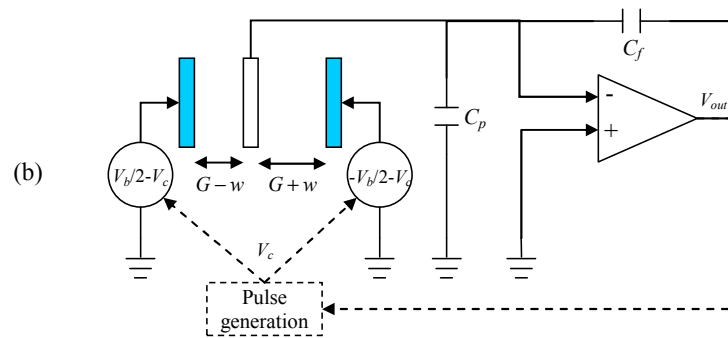 C_f
V_out
-
+
C_p
(b)
V_b/2-V_c
G-w
G+w
-V_b/2-V_c
V_c
Pulse
generation